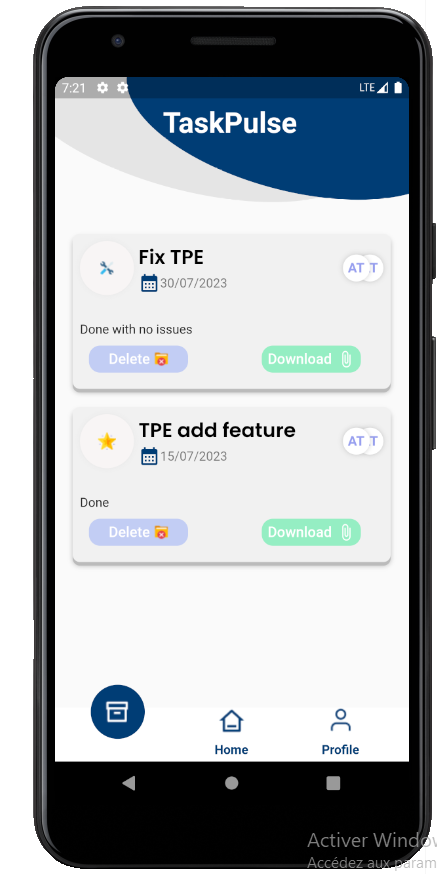 7:21 LTE
TaskPulse
Fix TPE
30/07/2023
AT T
Done with no issues
Delete Download
TPE add feature
15/07/2023
AT T
Done
Delete Download
Home Profile
Activer Window
Accédez aux param